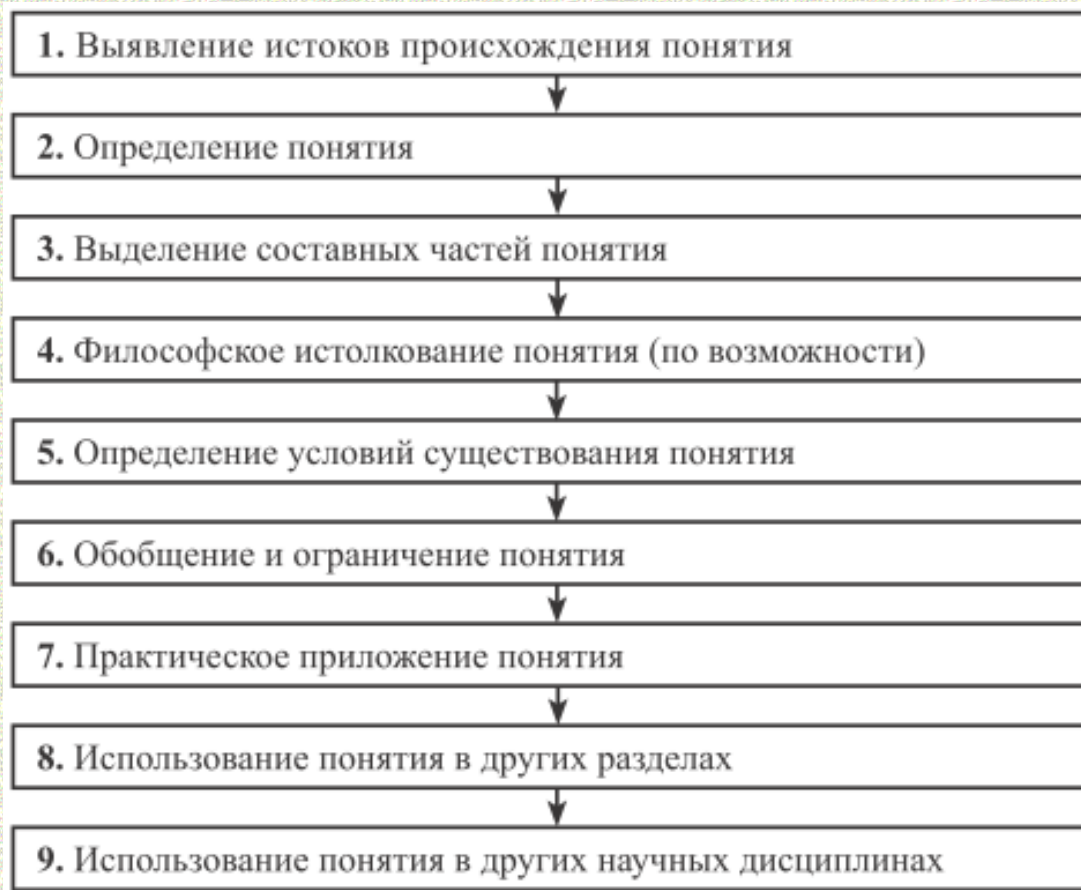 1. Выявление истоков происхождения понятия
2. Определение понятия
3. Выделение составных частей понятия
4. Философское истолкование понятия (по возможности)
5. Определение условий существования понятия
6. Обобщение и ограничение понятия
7. Практическое приложение понятия
8. Использование понятия в других разделах
9. Использование понятия в других научных дисциплинах